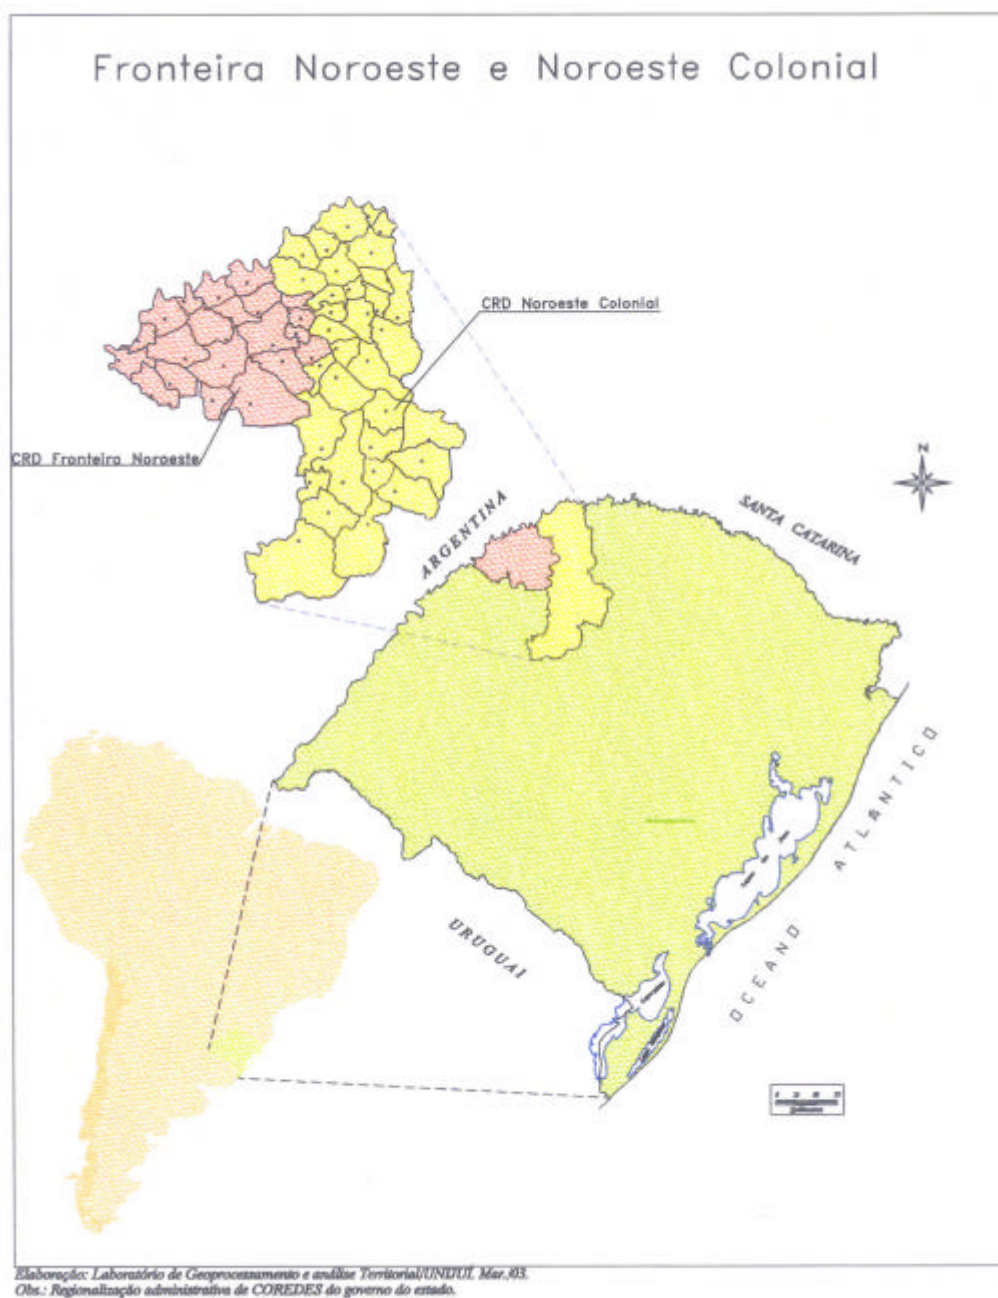 Fronteira Noroeste e Noroeste Colonial
CRD Noroeste Colonial
CRD Fronteira Noroeste
N
ARGENTINA
SANTA CATARINA
OCEANO ATLÂNTICO
URUGUAI
Elaboração: Laboratório de Geoprocessamento e análise Territorial/UNIJUÍ, Mar./03.
Obs.: Regionalização administrativa de COREDES do governo do estado.